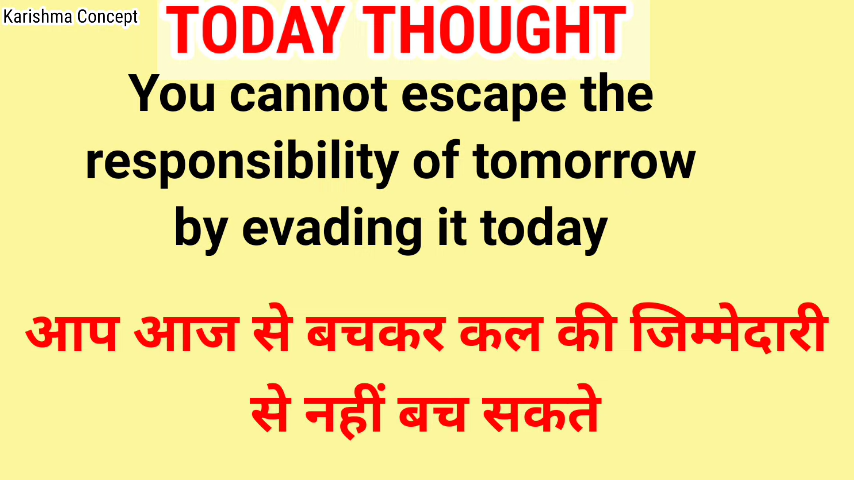 Karishma Concept
TODAY THOUGHT
You cannot escape the
responsibility of tomorrow
by evading it today
आप आज से बचकर कल की जिम्मेदारी
से नहीं बच सकते